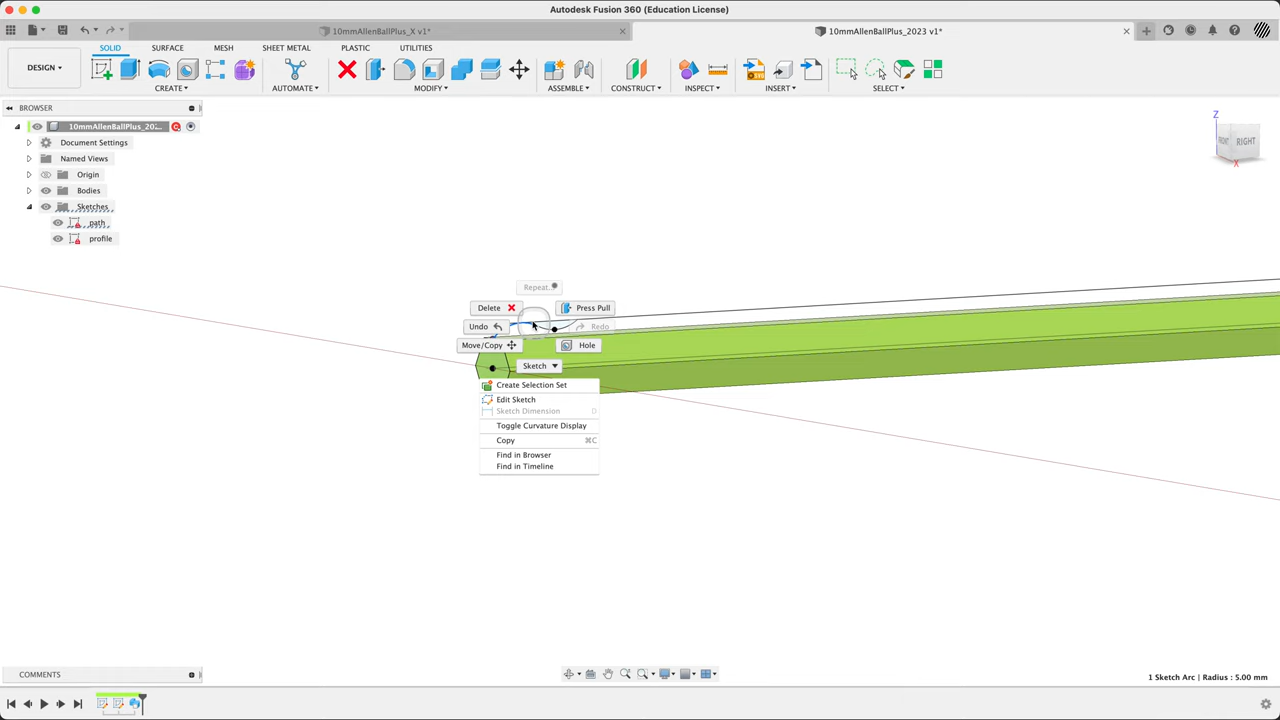 Autodesk Fusion 360 (Education License)
10mmAllenBallPlus_X v1*
10mmAllenBallPlus_2023 v1*
DESIGN
SOLID SURFACE MESH SHEET METAL PLASTIC UTILITIES
CREATE AUTOMATE MODIFY ASSEMBLE CONSTRUCT INSPECT INSERT SELECT
BROWSER
10mmAllenBallPlus_20...
Document Settings
Named Views
Origin
Bodies
Sketches
path
profile
Z
FRONT RIGHT
X
Repeat...
Delete Press Pull
Undo Redo
Move/Copy Hole
Sketch
Create Selection Set
Edit Sketch
Sketch Dimension D
Toggle Curvature Display
Copy ⌘C
Find in Browser
Find in Timeline
COMMENTS
1 Sketch Arc | Radius : 5.00 mm